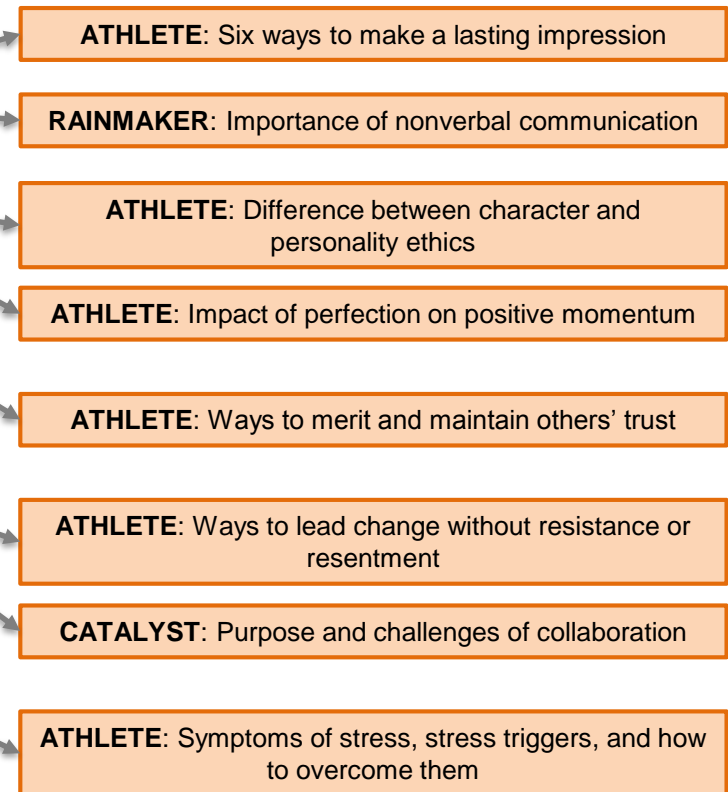 ATHLETE: Six ways to make a lasting impression
RAINMAKER: Importance of nonverbal communication
ATHLETE: Difference between character and
personality ethics
ATHLETE: Impact of perfection on positive momentum
ATHLETE: Ways to merit and maintain others’ trust
ATHLETE: Ways to lead change without resistance or
resentment
CATALYST: Purpose and challenges of collaboration
ATHLETE: Symptoms of stress, stress triggers, and how
to overcome them